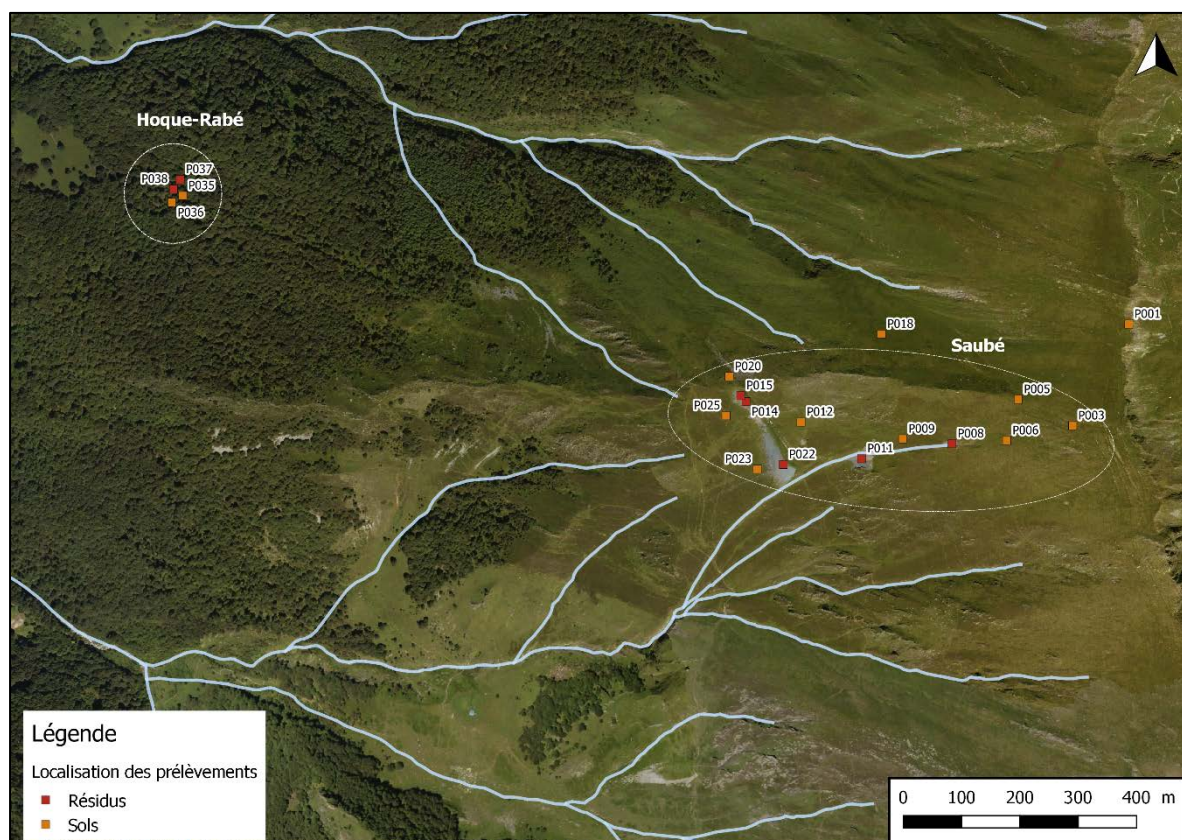 Hoque-Rabé
P037
P038
P035
P036
P001
P018
Saubé
P020
P015
P005
P025
P014
P012
P003
P009
P008
P006
P023
P022
P011
Légende
Localisation des prélèvements
Résidus
Sols
0 100 200 300 400 m